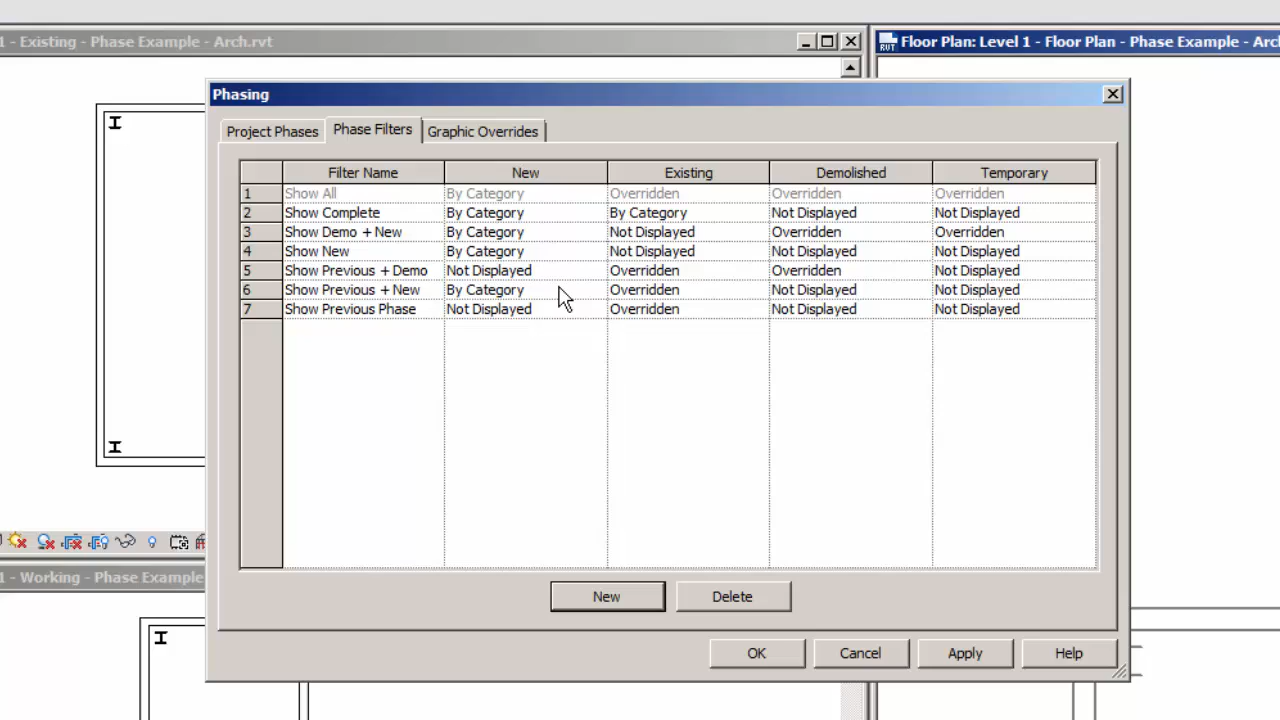 1 - Existing - Phase Example - Arch.rvt
Floor Plan: Level 1 - Floor Plan - Phase Example - Arc
Phasing
Project Phases Phase Filters Graphic Overrides
Filter Name New Existing Demolished Temporary
1 Show All By Category Overridden Overridden Overridden
2 Show Complete By Category By Category Not Displayed Not Displayed
3 Show Demo + New By Category Not Displayed Overridden Overridden
4 Show New By Category Not Displayed Not Displayed Not Displayed
5 Show Previous + Demo Not Displayed Overridden Overridden Not Displayed
6 Show Previous + New By Category Overridden Not Displayed Not Displayed
7 Show Previous Phase Not Displayed Overridden Not Displayed Not Displayed
1 - Working - Phase Example
New Delete
OK Cancel Apply Help